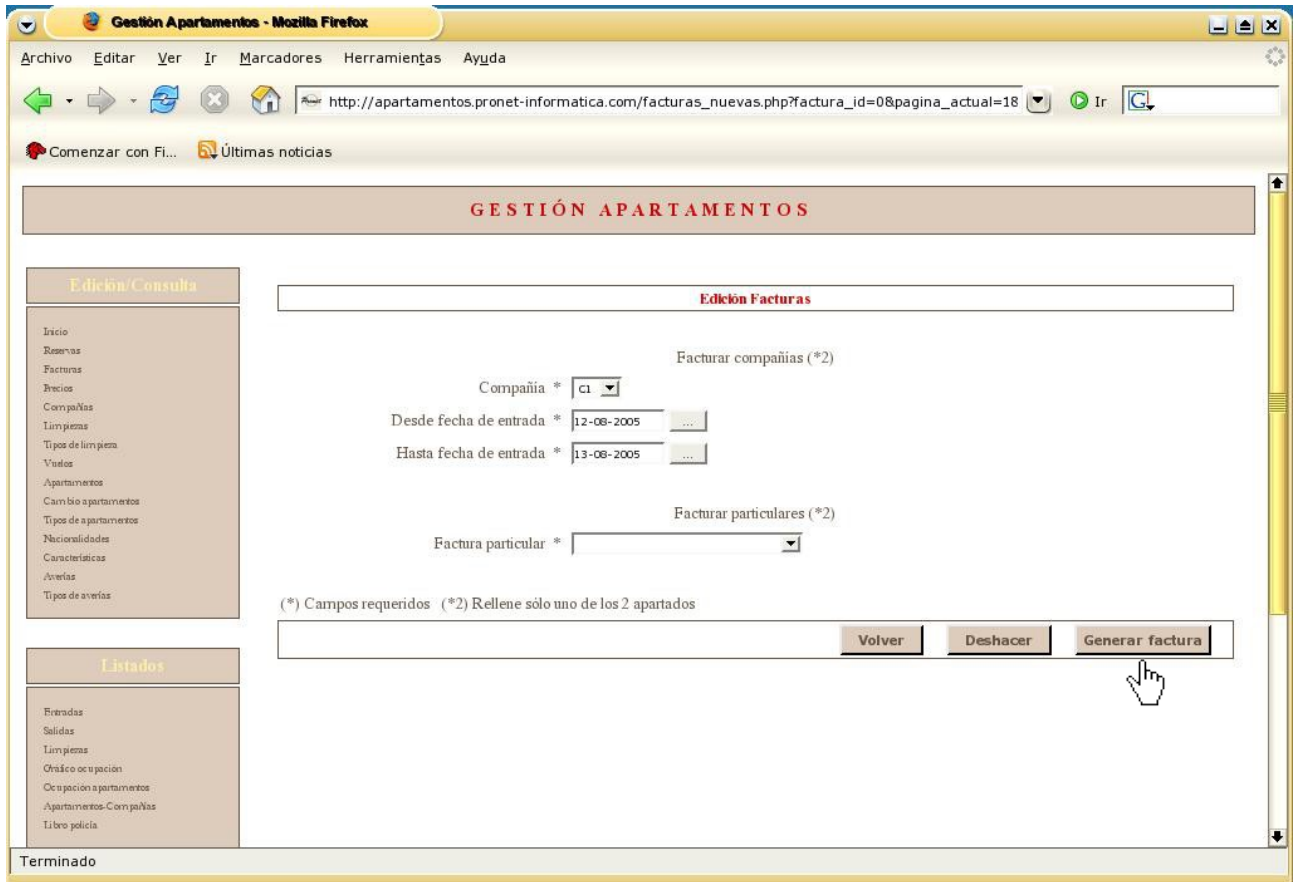 Gestión Apartamentos - Mozilla Firefox
Archivo Editar Ver Ir Marcadores Herramientas Ayuda
http://apartamentos.pronet-informatica.com/facturas_nuevas.php?factura_id=0&pagina_actual=18 Ir G
Comenzar con Fi... Últimas noticias
GESTIÓN APARTAMENTOS
Edición/Consulta
Inicio
Reservas
Facturas
Precios
Compañías
Limpiezas
Tipos de limpieza
Vuelos
Apartamentos
Cambio apartamentos
Tipos de apartamentos
Nacionalidades
Características
Averías
Tipos de averías
Listados
Entradas
Salidas
Limpiezas
Gráfico ocupación
Ocupación apartamentos
Apartamentos-Compañías
Libro policía
Edición Facturas
Facturar compañias (*2)
Compañia * C1
Desde fecha de entrada * 12-08-2005 ...
Hasta fecha de entrada * 13-08-2005 ...
Facturar particulares (*2)
Factura particular *
(*) Campos requeridos (*2) Rellene sólo uno de los 2 apartados
Volver Deshacer Generar factura
Terminado